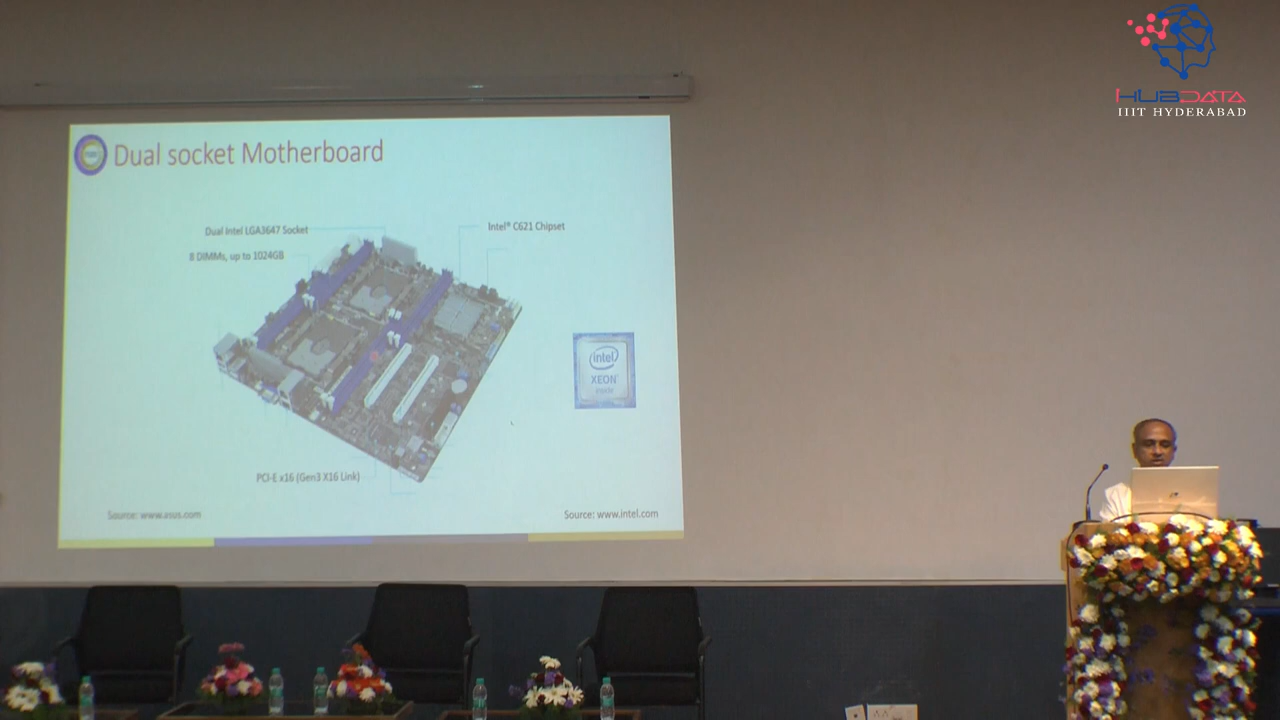 IHUBDATA
IIIT HYDERABAD
Dual socket Motherboard
Dual Intel LGA3647 Socket
Intel® C621 Chipset
8 DIMMs, up to 1024GB
intel
XEON
inside
PCI-E x16 (Gen3 X16 Link)
Source: www.asus.com
Source: www.intel.com